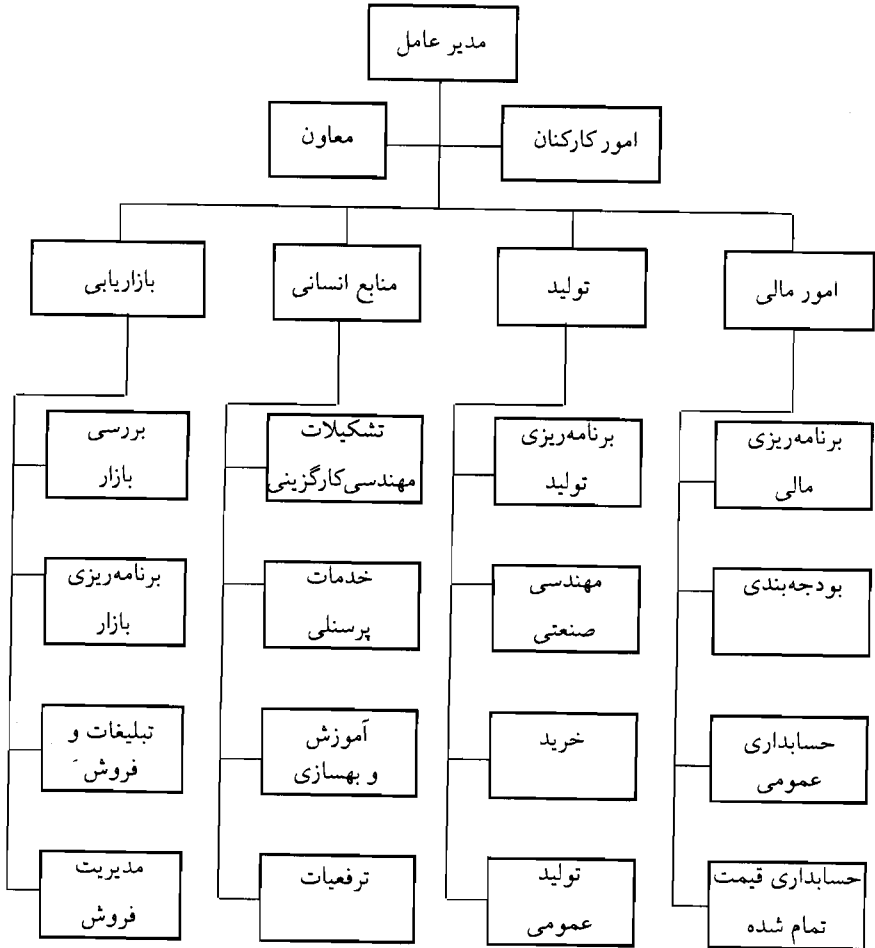 مدیر عامل
امور کارکنان
معاون
امور مالی
تولید
منابع انسانی
بازاریابی
برنامه‌ریزی
مالی
بودجه‌بندی
حسابداری
عمومی
حسابداری قیمت
تمام شده
برنامه‌ریزی
تولید
مهندسی
صنعتی
خرید
تولید
عمومی
تشکیلات
مهندسی کارگزینی
خدمات
پرسنلی
آموزش
و بهسازی
ترفعیات
بررسی
بازار
برنامه‌ریزی
بازار
تبلیغات و
فروش
مدیریت
فروش